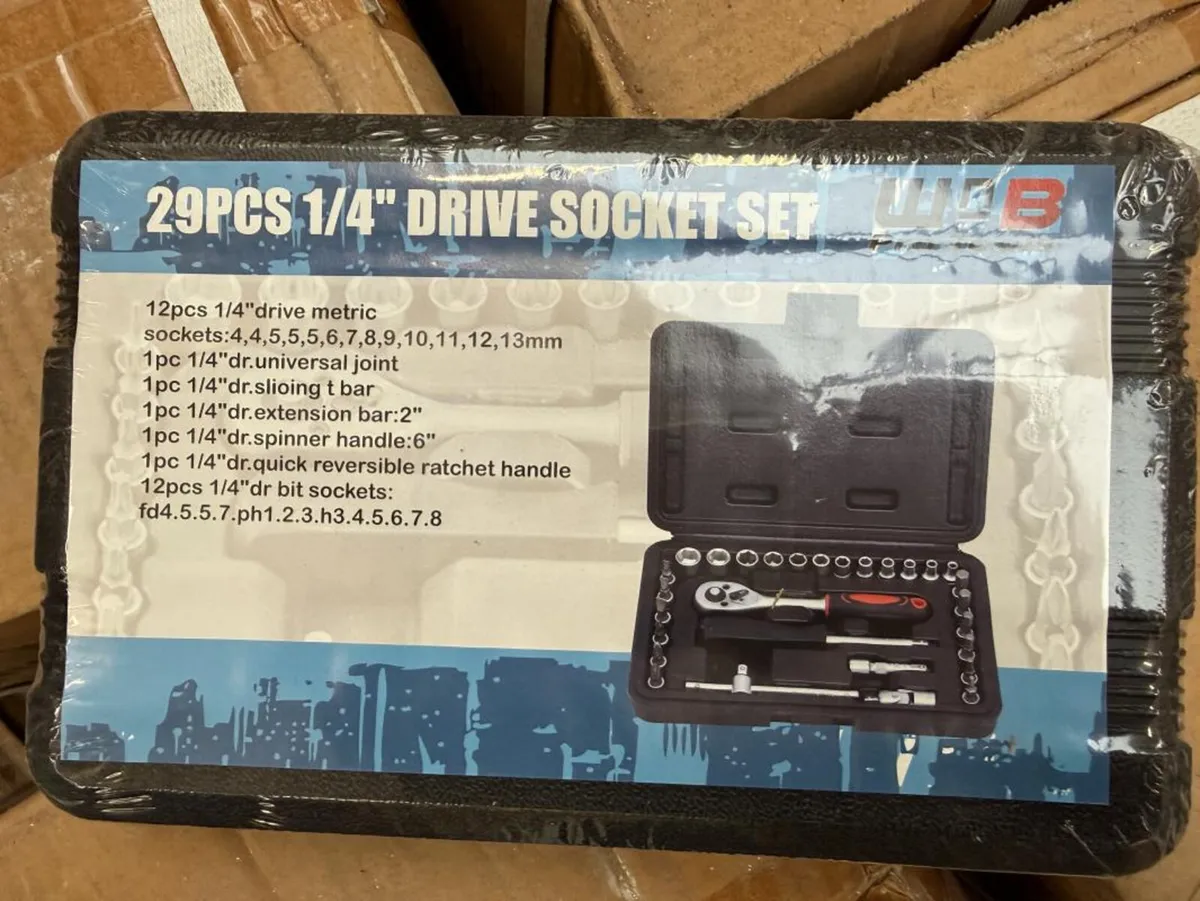 29PCS 1/4" DRIVE SOCKET SET
12pcs 1/4"drive metric
sockets:4,4,5,5,5,6,7,8,9,10,11,12,13mm
1pc 1/4"dr.universal joint
1pc 1/4"dr.slioing t bar
1pc 1/4"dr.extension bar:2"
1pc 1/4"dr.spinner handle:6"
1pc 1/4"dr.quick reversible ratchet handle
12pcs 1/4"dr bit sockets:
fd4.5.5.7.ph1.2.3.h3.4.5.6.7.8